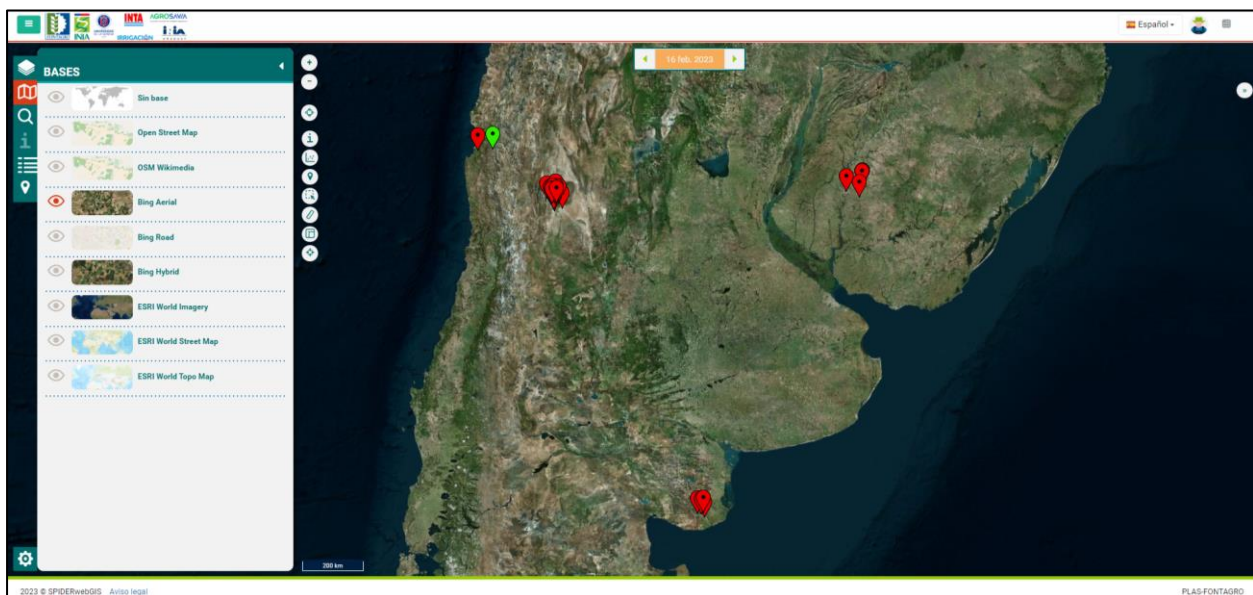 INTA
AGROSAWA
INIA
IRRIGACIÓN
Español
BASES
16 feb. 2023
Sin base
Open Street Map
OSM Wikimedia
Bing Aerial
Bing Road
Bing Hybrid
ESRI World Imagery
ESRI World Street Map
ESRI World Topo Map
200 km
2023 © SPIDERwebGIS Aviso legal
PLAS-FONTAGRO